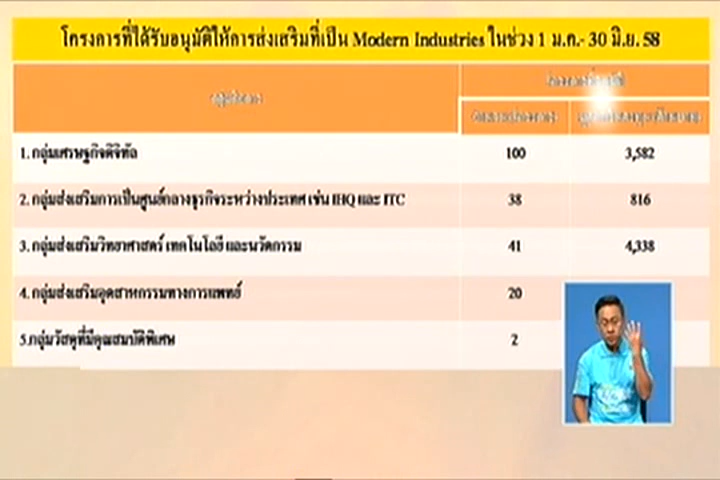 โครงการที่ได้รับอนุมัติให้การส่งเสริมที่เป็น Modern Industries ในช่วง 1 ม.ค.- 30 มิ.ย. 58
1. กลุ่มเศรษฐกิจดิจิทัล 100 3,582
2. กลุ่มส่งเสริมการเป็นศูนย์กลางธุรกิจระหว่างประเทศ เช่น IHQ และ ITC 38 816
3. กลุ่มส่งเสริมวิทยาศาสตร์ เทคโนโลยี และนวัตกรรม 41 4,338
4. กลุ่มส่งเสริมอุตสาหกรรมทางการแพทย์ 20
5.กลุ่มวัสดุที่มีคุณสมบัติพิเศษ 2